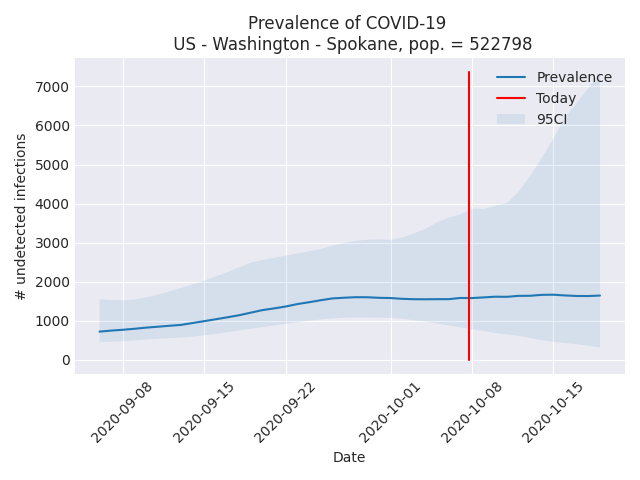 Prevalence of COVID-19
US - Washington - Spokane, pop. = 522798
Prevalence
Today
95CI
7000
6000
5000
4000
3000
2000
1000
0
# undetected infections
2020-09-08
2020-09-15
2020-09-22
2020-10-01
2020-10-08
2020-10-15
Date